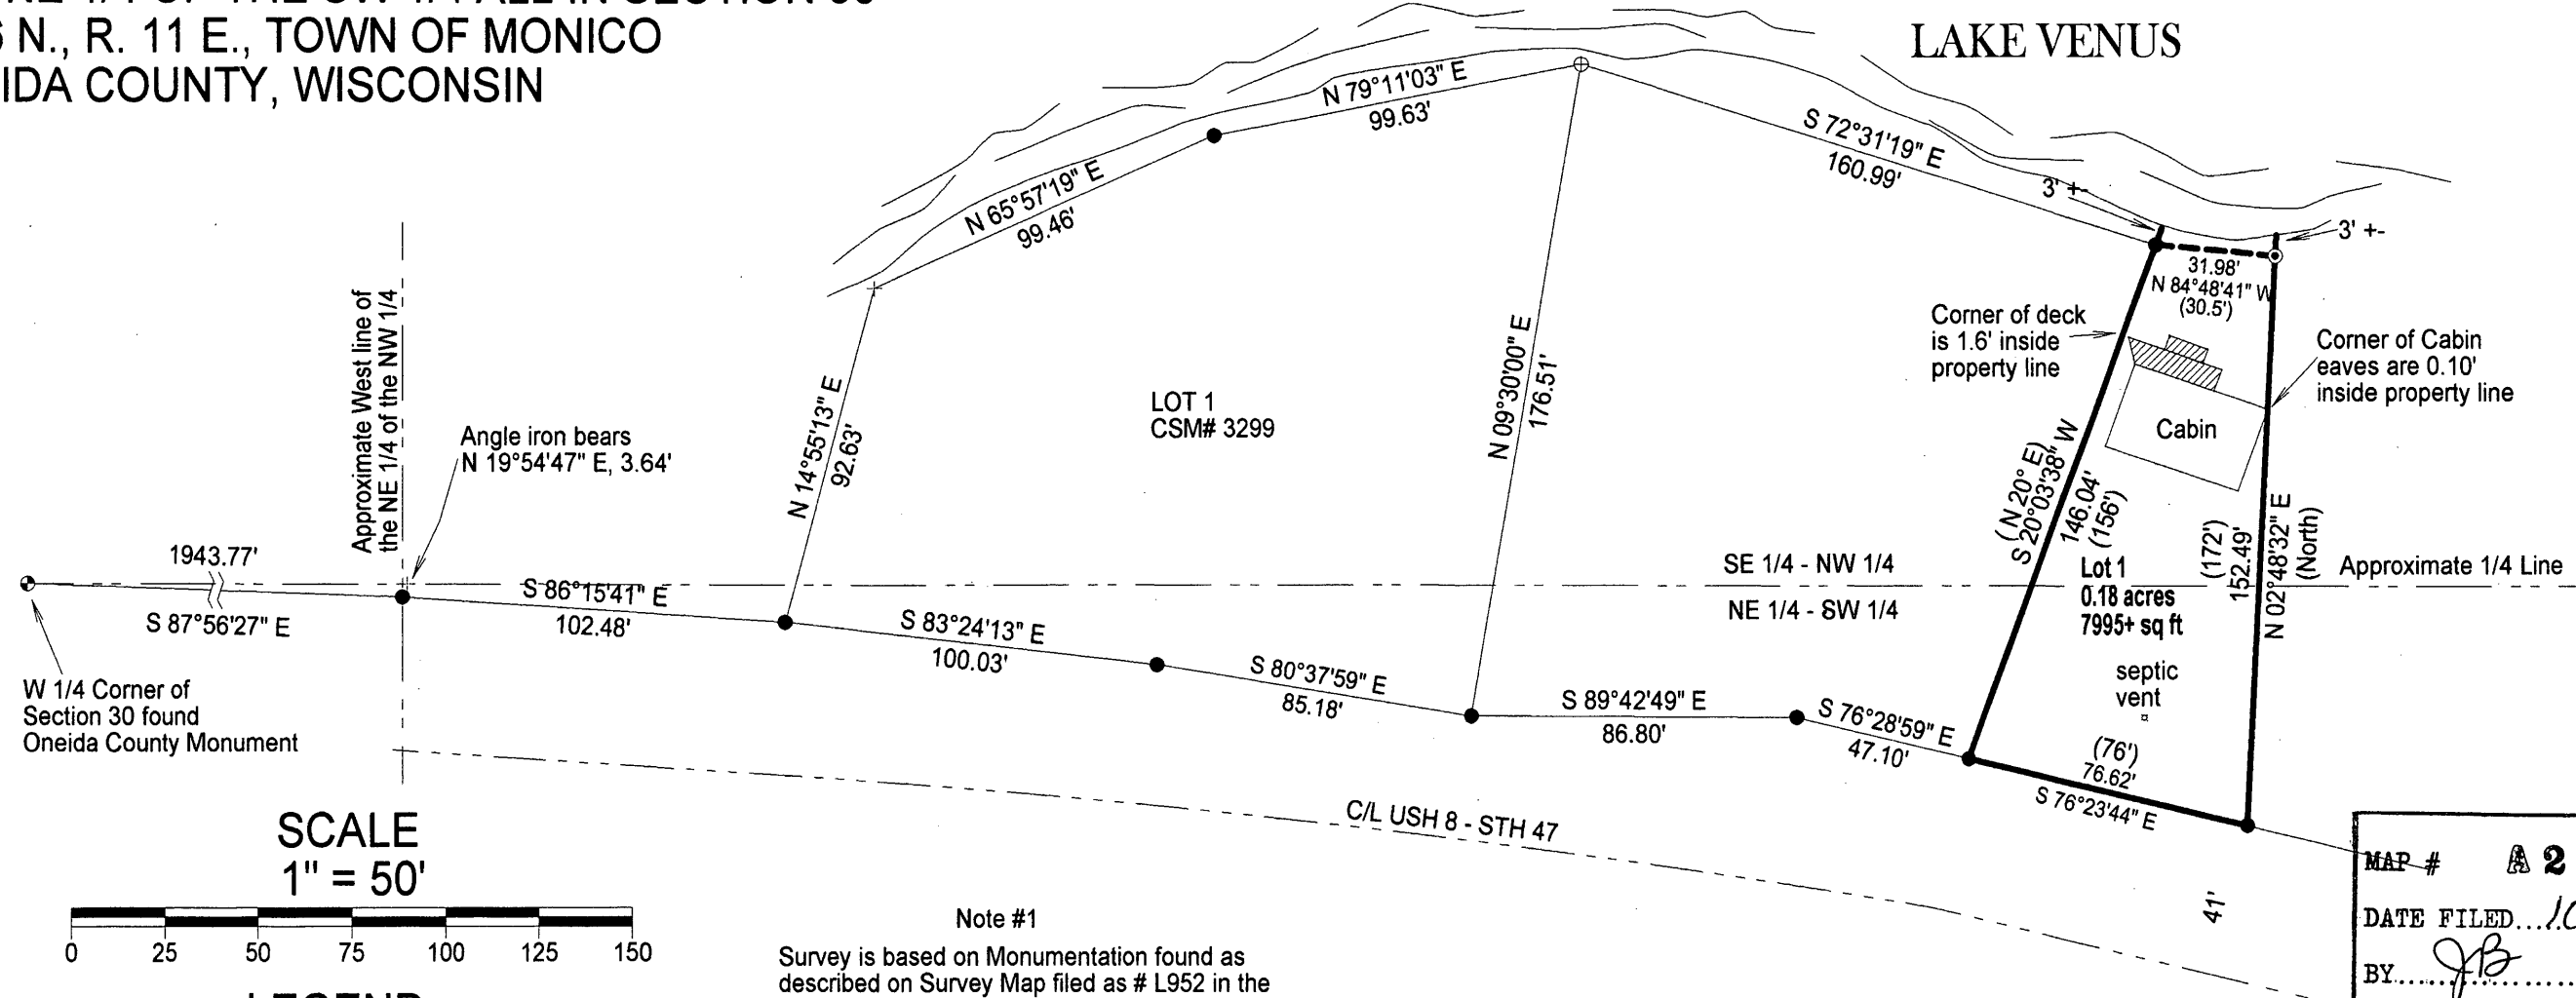 6 N., R. 11 E., TOWN OF MONICO
IDA COUNTY, WISCONSIN
LAKE VENUS
N 79°11'03" E
99.63'
S 72°31'19" E
160.99'
N 65°57'19" E
99.46'
3' +-
3' +-
31.98'
N 84°48'41" W
(30.5')
Approximate West line of
the NE 1/4 of the NW 1/4
Corner of deck
is 1.6' inside
property line
Corner of Cabin
eaves are 0.10'
inside property line
Cabin
N 14°55'13" E
92.63'
LOT 1
CSM# 3299
N 09°30'00" E
176.51'
Angle iron bears
N 19°54'47" E, 3.64'
(N 20° E)
S 20°03'38" W
146.04'
(156')
(172')
152.49'
N 02°48'32" E
(North)
1943.77'
S 87°56'27" E
S 86°15'41" E
102.48'
SE 1/4 - NW 1/4
NE 1/4 - SW 1/4
Approximate 1/4 Line
Lot 1
0.18 acres
7995+ sq ft
S 83°24'13" E
100.03'
S 80°37'59" E
85.18'
S 89°42'49" E
86.80'
S 76°28'59" E
47.10'
septic
vent
(76')
76.62'
S 76°23'44" E
W 1/4 Corner of
Section 30 found
Oneida County Monument
C/L USH 8 - STH 47
41'
SCALE
1" = 50'
0 25 50 75 100 125 150
Note #1
Survey is based on Monumentation found as
described on Survey Map filed as # L952 in the
MAP # A 2
DATE FILED...10
BY....JB